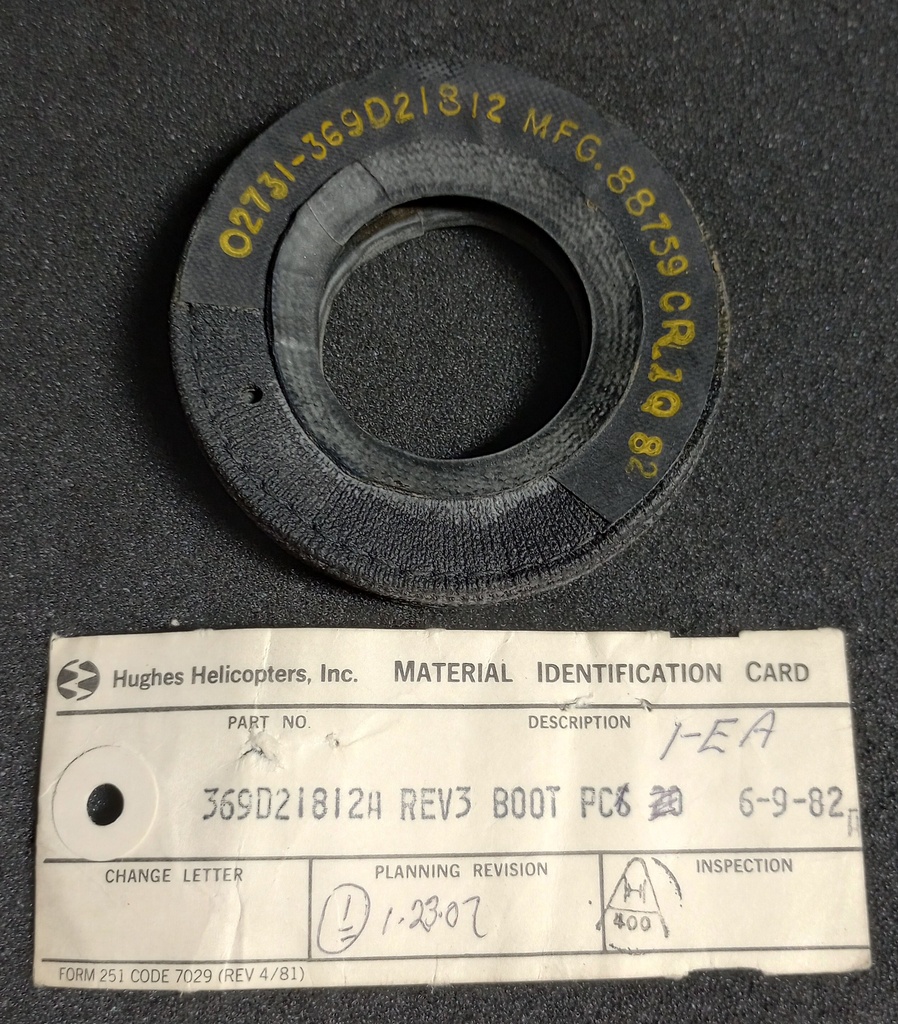 02731-369D21812 MFG. 88759 CR2Q 82
Hughes Helicopters, Inc. MATERIAL IDENTIFICATION CARD
PART NO. DESCRIPTION
1-EA
369D21812A REV3 BOOT 6-9-82
CHANGE LETTER PLANNING REVISION INSPECTION
1 1-23-07
H
400
FORM 251 CODE 7029 (REV 4/81)